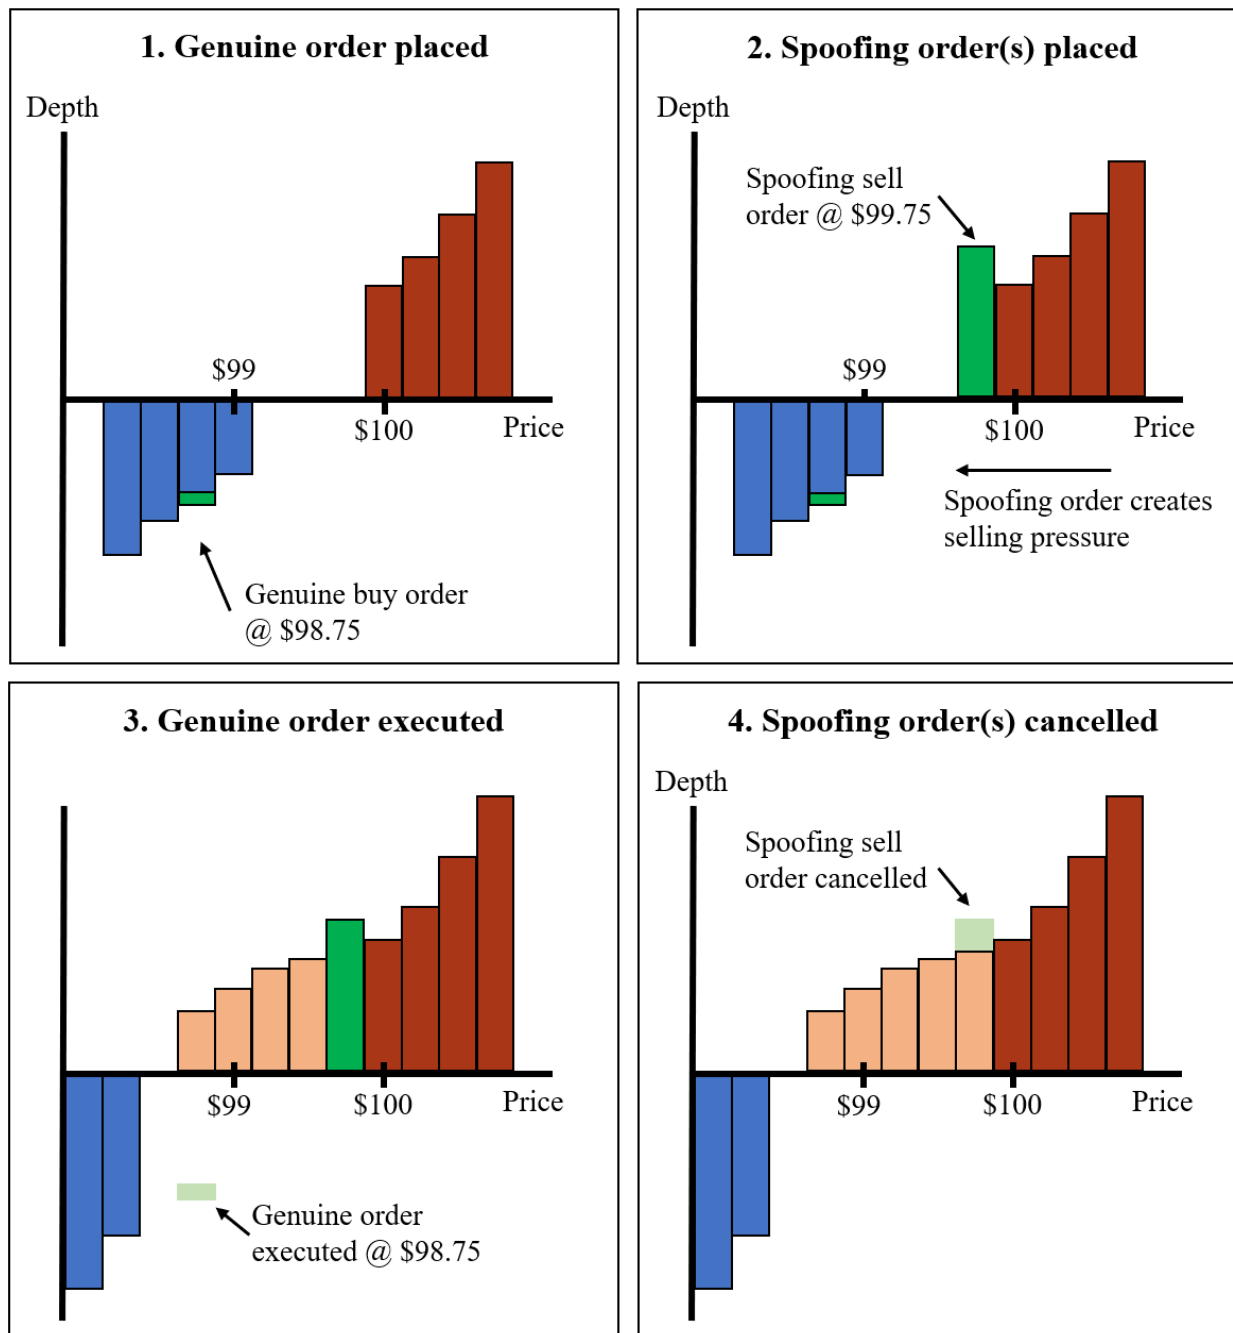 1. Genuine order placed
Depth
$99
$100
Price
Genuine buy order
@ $98.75
2. Spoofing order(s) placed
Depth
Spoofing sell
order @ $99.75
$99
$100
Price
Spoofing order creates
selling pressure
3. Genuine order executed
$99
$100
Price
Genuine order
executed @ $98.75
4. Spoofing order(s) cancelled
Depth
Spoofing sell
order cancelled
$99
$100
Price